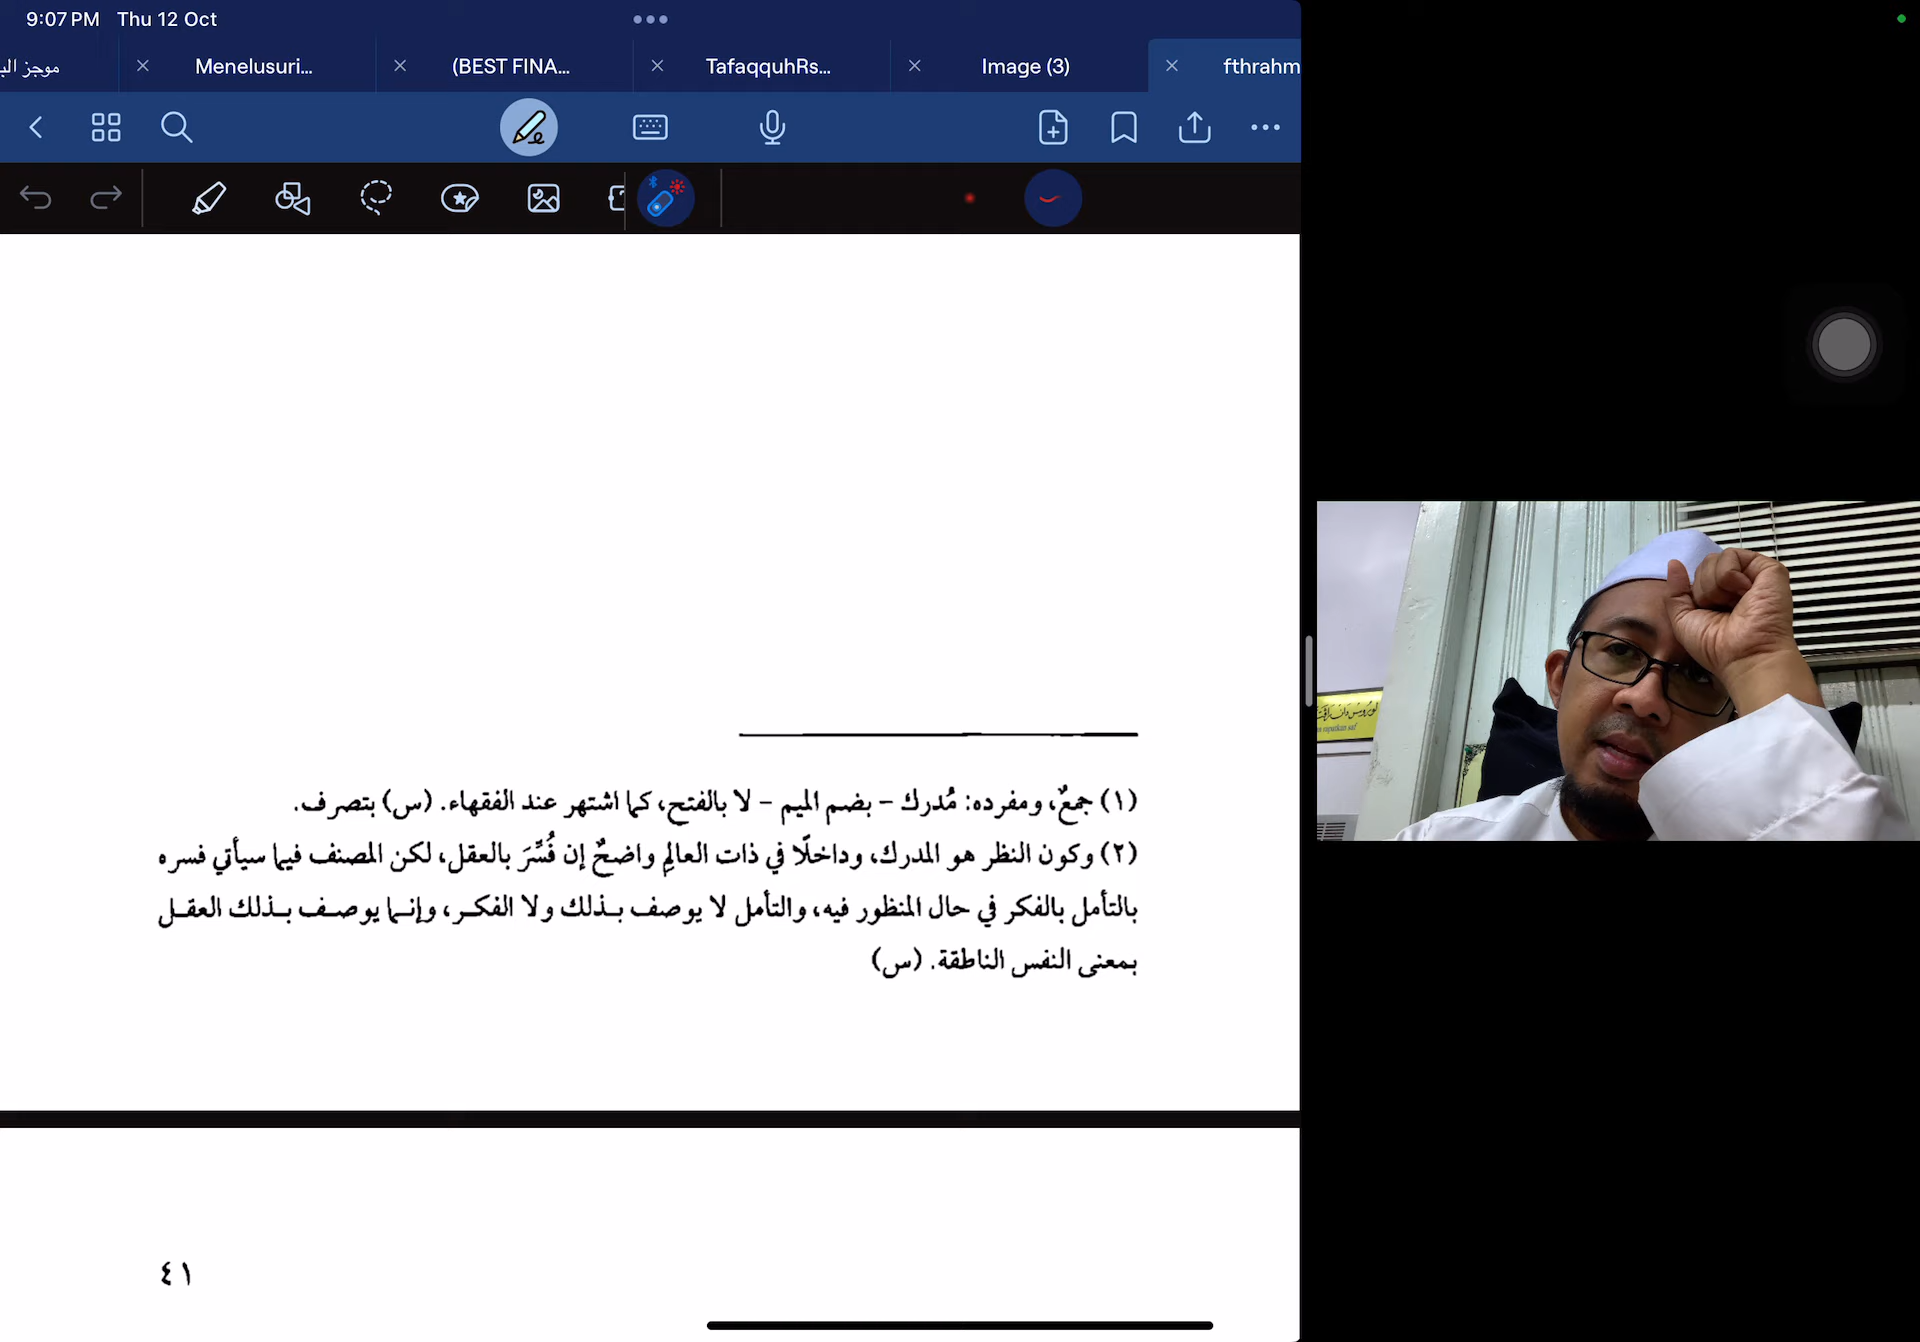 9:07 PM Thu 12 Oct
Menelusuri...
(BEST FINA...
TafaqquhRs...
Image (3)
fthrahm
(١) جمعٌ، ومفرده: مُدرك – بضم الميم – لا بالفتح، كما اشتهر عند الفقهاء. (س) بتصرف.
(٢) وكون النظر هو المدرك، وداخلًا في ذات العالِم واضحٌ إن فُسِّرَ بالعقل، لكن المصنف فيما سيأتي فسره
بالتأمل بالفكر في حال المنظور فيه، والتأمل لا يوصف بذلك ولا الفكر، وإنما يوصف بذلك العقل
بمعنى النفس الناطقة. (س)
٤١